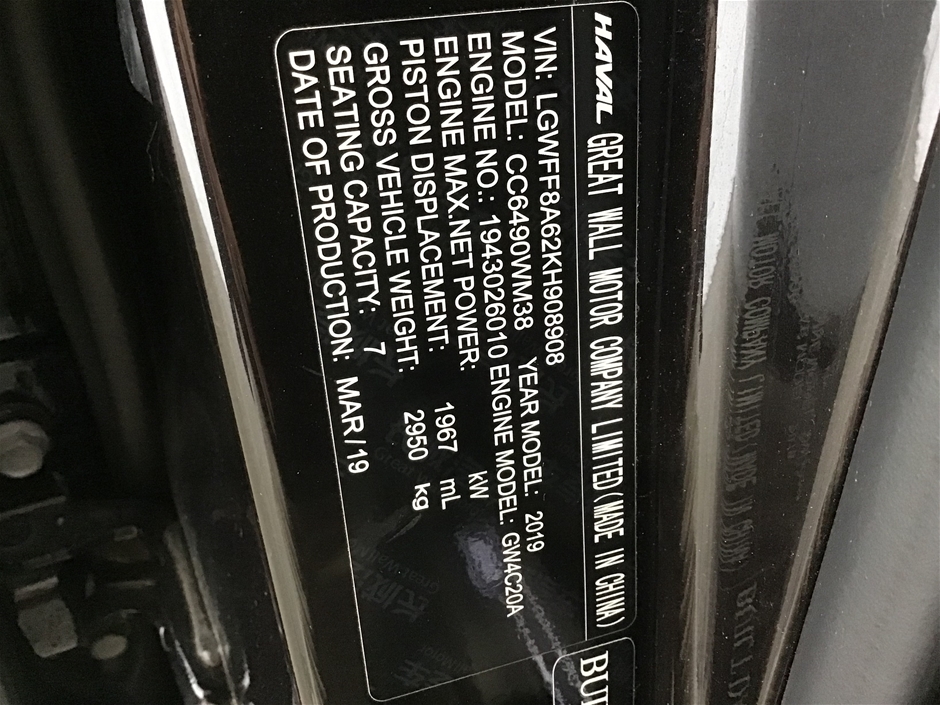 HAVAL GREAT WALL MOTOR COMPANY LIMITED(MADE IN CHINA)
VIN: LGWFF8A62KH908908
MODEL: CC6490WM38 YEAR MODEL: 2019
ENGINE NO.: 1943026010 ENGINE MODEL: GW4C20A
ENGINE MAX.NET POWER: kW
PISTON DISPLACEMENT: 1967 mL
GROSS VEHICLE WEIGHT: 2950 kg
SEATING CAPACITY: 7
DATE OF PRODUCTION: MAR/19